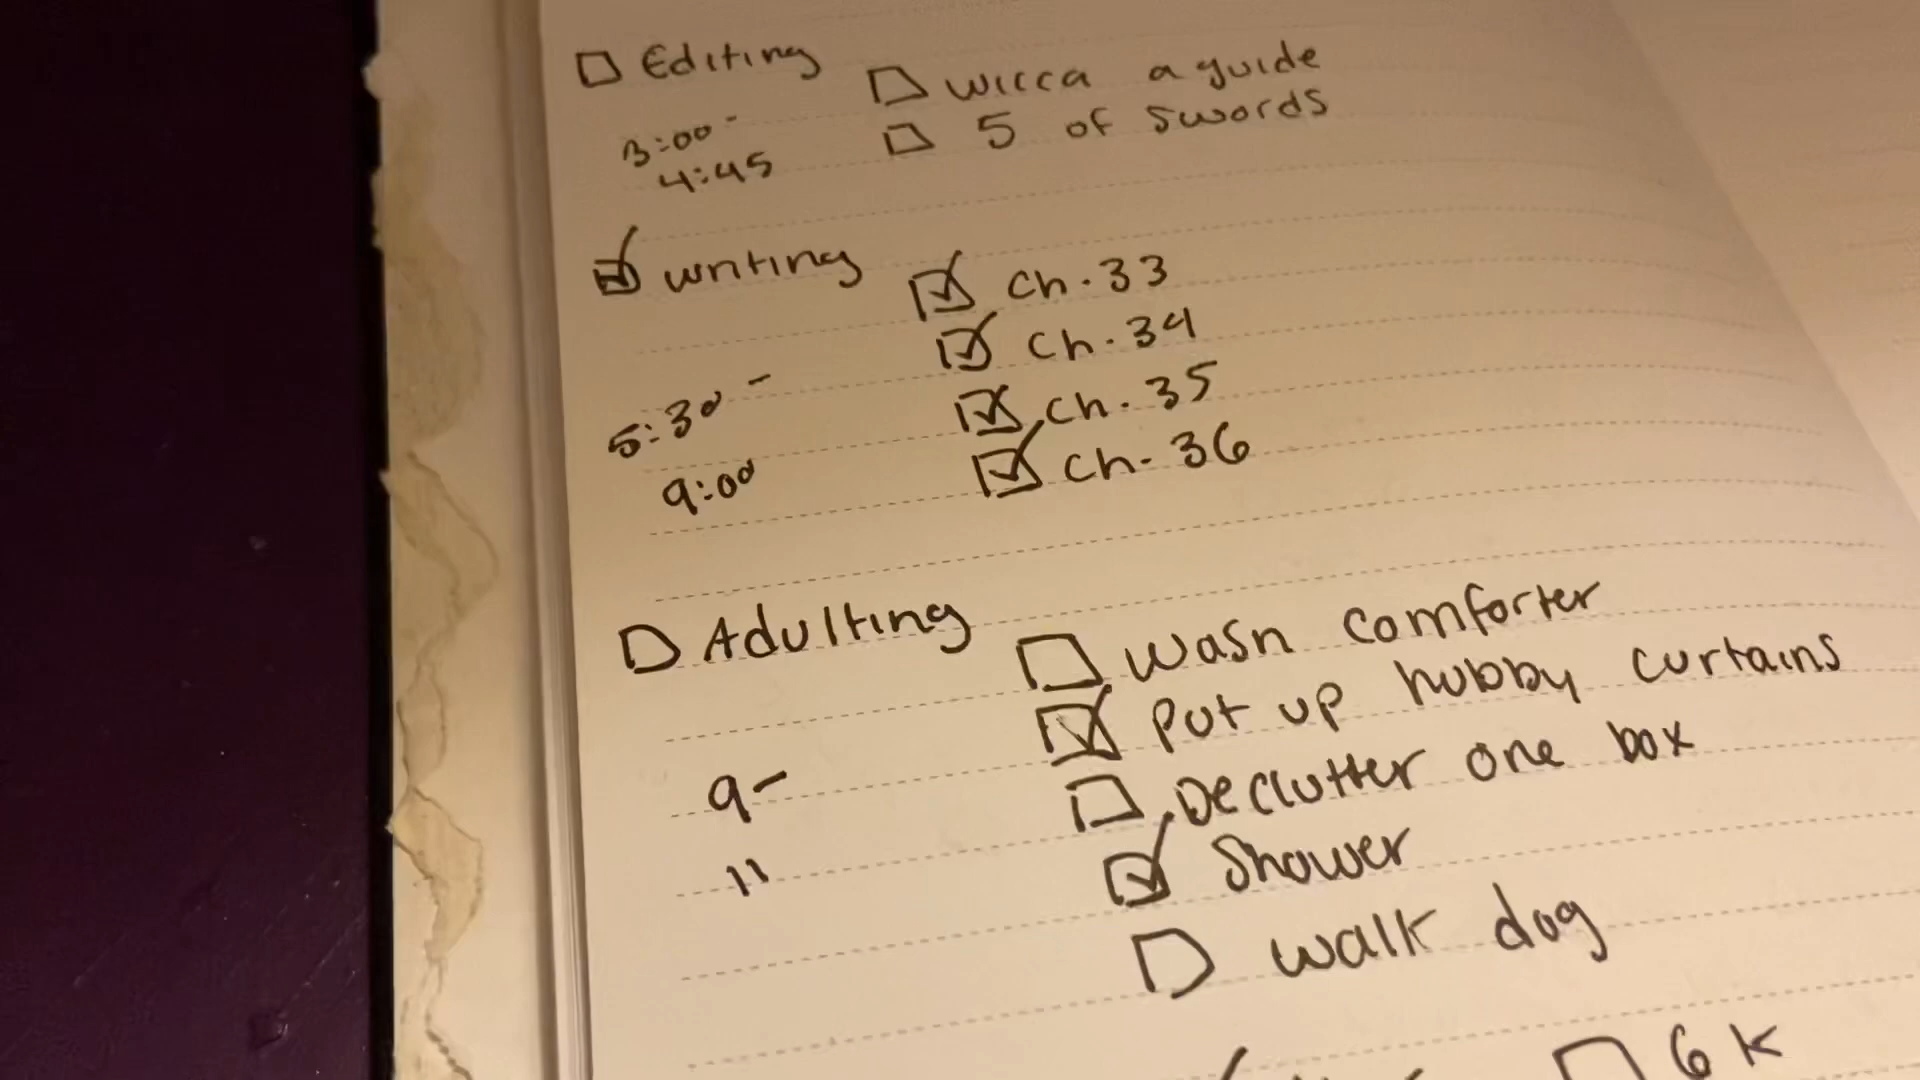 Editing
wicca a guide
3:00 -
5 of swords
4:45
writing
Ch. 33
Ch. 34
5:30 -
Ch. 35
9:00
Ch. 36
Adulting
wash comforter
put up hubby curtains
9-
Declutter one box
11
Shower
walk dog
6K